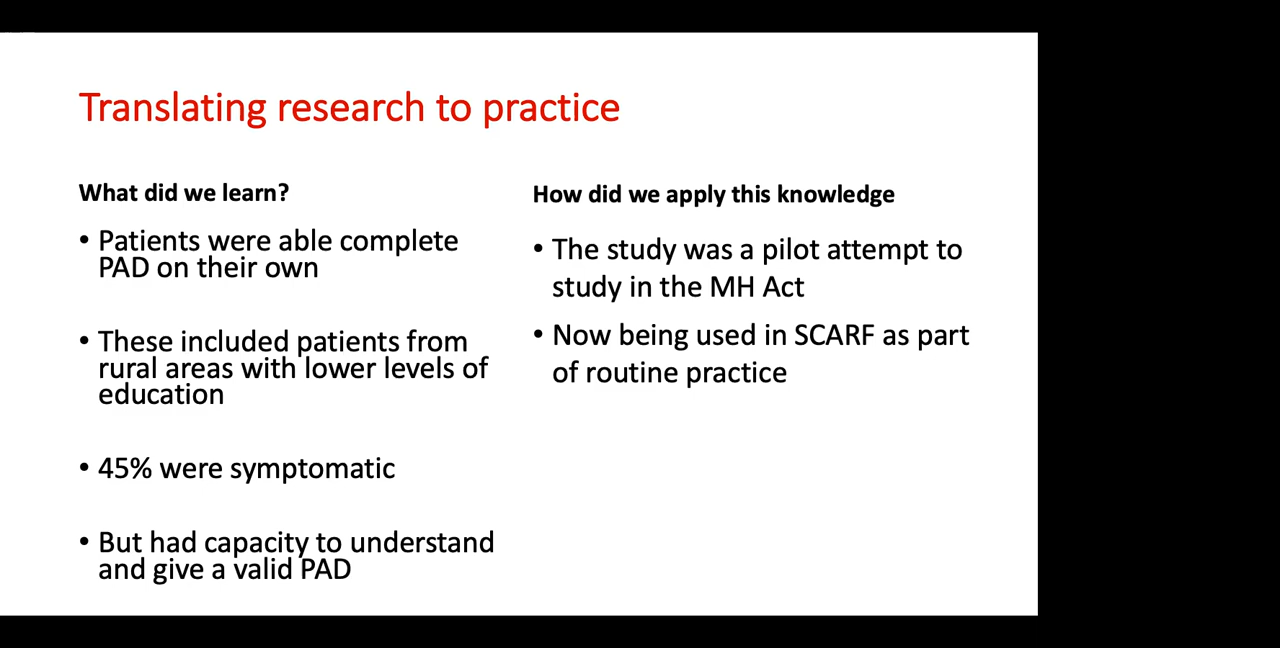 Translating research to practice
What did we learn?
• Patients were able complete
PAD on their own
• These included patients from
rural areas with lower levels of
education
• 45% were symptomatic
• But had capacity to understand
and give a valid PAD
How did we apply this knowledge
• The study was a pilot attempt to
study in the MH Act
• Now being used in SCARF as part
of routine practice